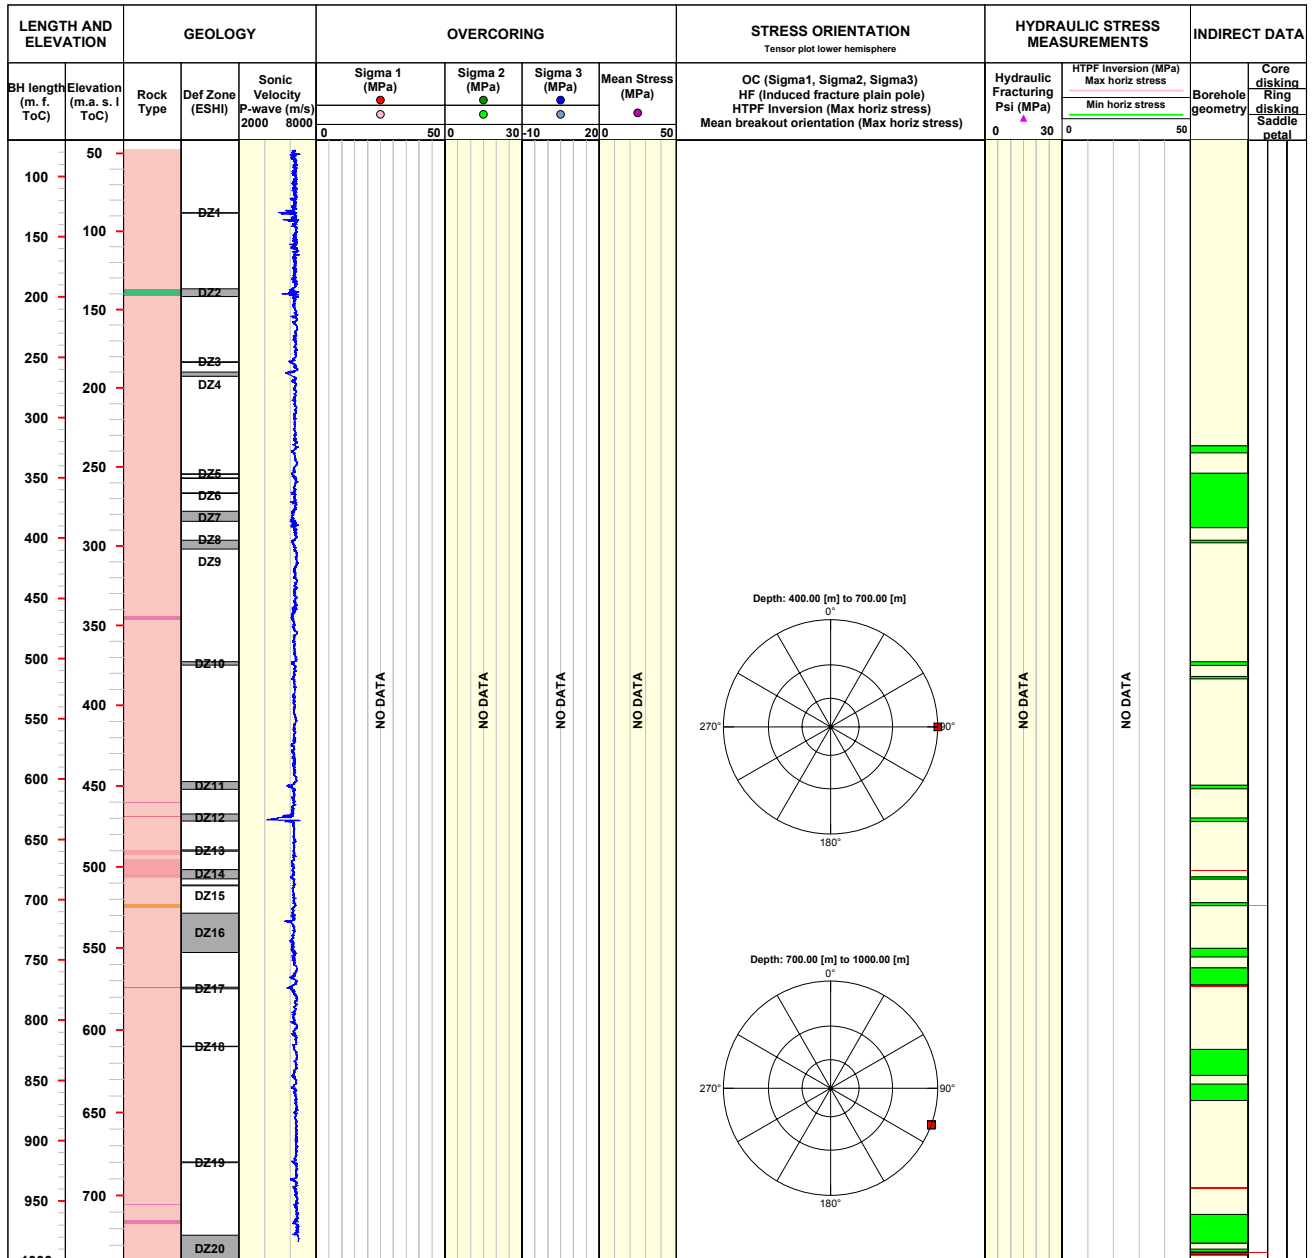 LENGTH AND
ELEVATION
GEOLOGY
OVERCORING
STRESS ORIENTATION
Tensor plot lower hemisphere
HYDRAULIC STRESS
MEASUREMENTS
INDIRECT DATA
BH length
(m. f.
ToC)
Elevation
(m.a. s. l
ToC)
Rock
Type
Def Zone
(ESHI)
Sonic
Velocity
P-wave (m/s)
2000 8000
Sigma 1
(MPa)
0 50
Sigma 2
(MPa)
0 30
Sigma 3
(MPa)
-10 20
Mean Stress
(MPa)
0 50
OC (Sigma1, Sigma2, Sigma3)
HF (Induced fracture plain pole)
HTPF Inversion (Max horiz stress)
Mean breakout orientation (Max horiz stress)
Hydraulic
Fracturing
Psi (MPa)
0 30
HTPF Inversion (MPa)
Max horiz stress
Min horiz stress
0 50
Borehole
geometry
Core
disking
Ring
disking
Saddle
petal
100
150
200
250
300
350
400
450
500
550
600
650
700
750
800
850
900
950
50
100
150
200
250
300
350
400
450
500
550
600
650
700
DZ1
DZ2
DZ3
DZ4
DZ5
DZ6
DZ7
DZ8
DZ9
DZ10
DZ11
DZ12
DZ13
DZ14
DZ15
DZ16
DZ17
DZ18
DZ19
DZ20
NO DATA
NO DATA
NO DATA
NO DATA
Depth: 400.00 [m] to 700.00 [m]
0°
270°
90°
180°
Depth: 700.00 [m] to 1000.00 [m]
0°
270°
90°
180°
NO DATA
NO DATA